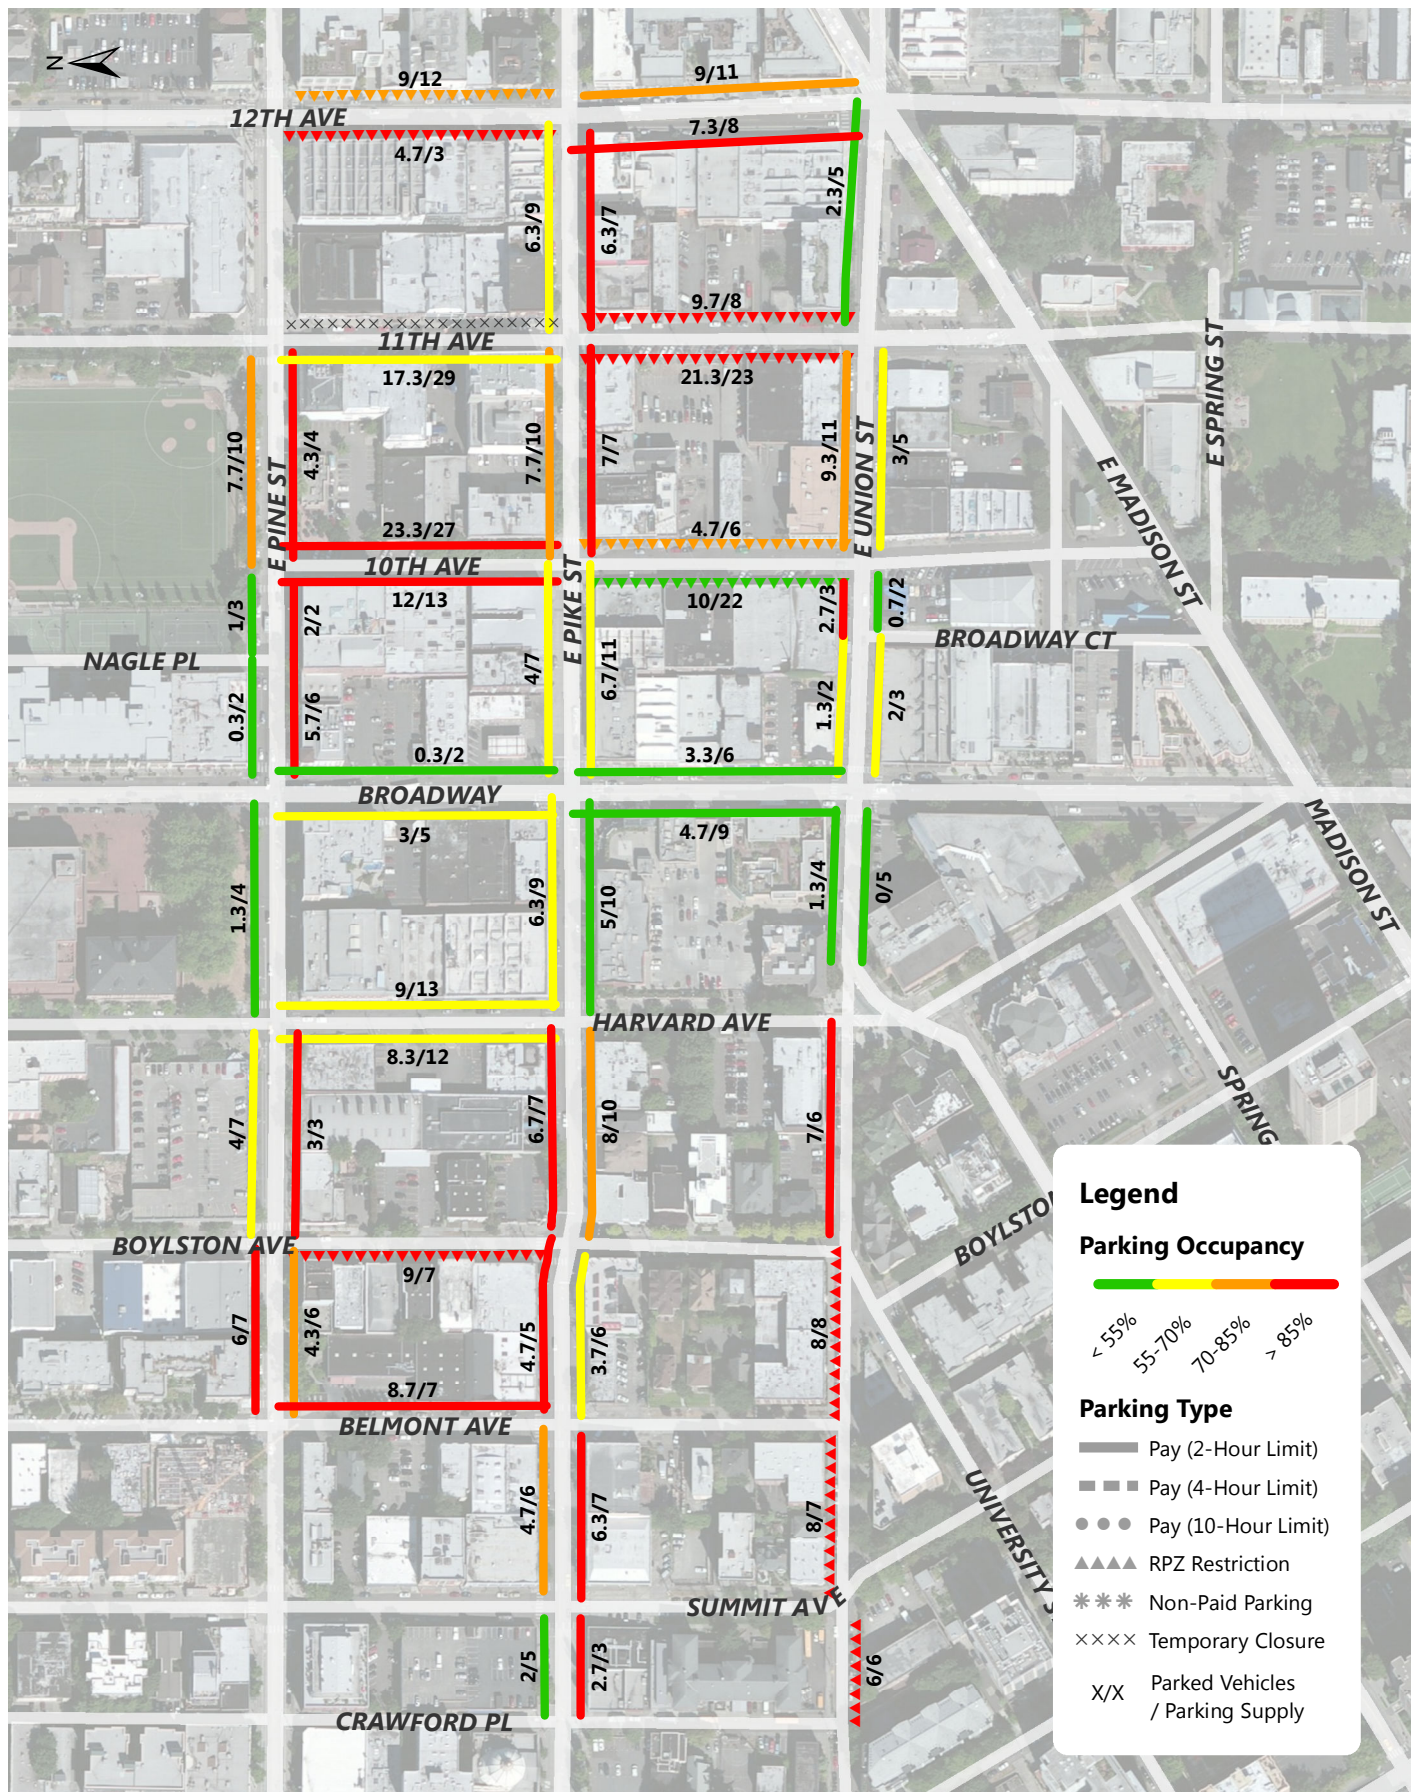 N
9/12
9/11
12TH AVE
7.3/8
4.7/3
2.3/5
6.3/9
6.3/7
9.7/8
11TH AVE
17.3/29
21.3/23
E SPRING ST
7.7/10
4.3/4
7.7/10
7/7
9.3/11
3/5
E PINE ST
E UNION ST
E MADISON ST
23.3/27
4.7/6
10TH AVE
E PIKE ST
12/13
10/22
1/3
2/2
2.7/3
0.7/2
BROADWAY CT
NAGLE PL
4/7
6.7/11
0.3/2
5.7/6
1.3/2
2/3
0.3/2
3.3/6
BROADWAY
MADISON ST
3/5
4.7/9
1.3/4
6.3/9
5/10
1.3/4
0/5
9/13
HARVARD AVE
8.3/12
SPRING
4/7
3/3
6.7/7
8/10
7/6
BOYLSTON AVE
BOYLSTON
9/7
6/7
4.3/6
4.7/5
3.7/6
8/8
8.7/7
BELMONT AVE
4.7/6
6.3/7
8/7
UNIVERSITY S
SUMMIT AVE
2/5
2.7/3
6/6
CRAWFORD PL
Legend
Parking Occupancy
< 55%
55-70%
70-85%
> 85%
Parking Type
Pay (2-Hour Limit)
Pay (4-Hour Limit)
Pay (10-Hour Limit)
RPZ Restriction
Non-Paid Parking
Temporary Closure
X/X Parked Vehicles
/ Parking Supply